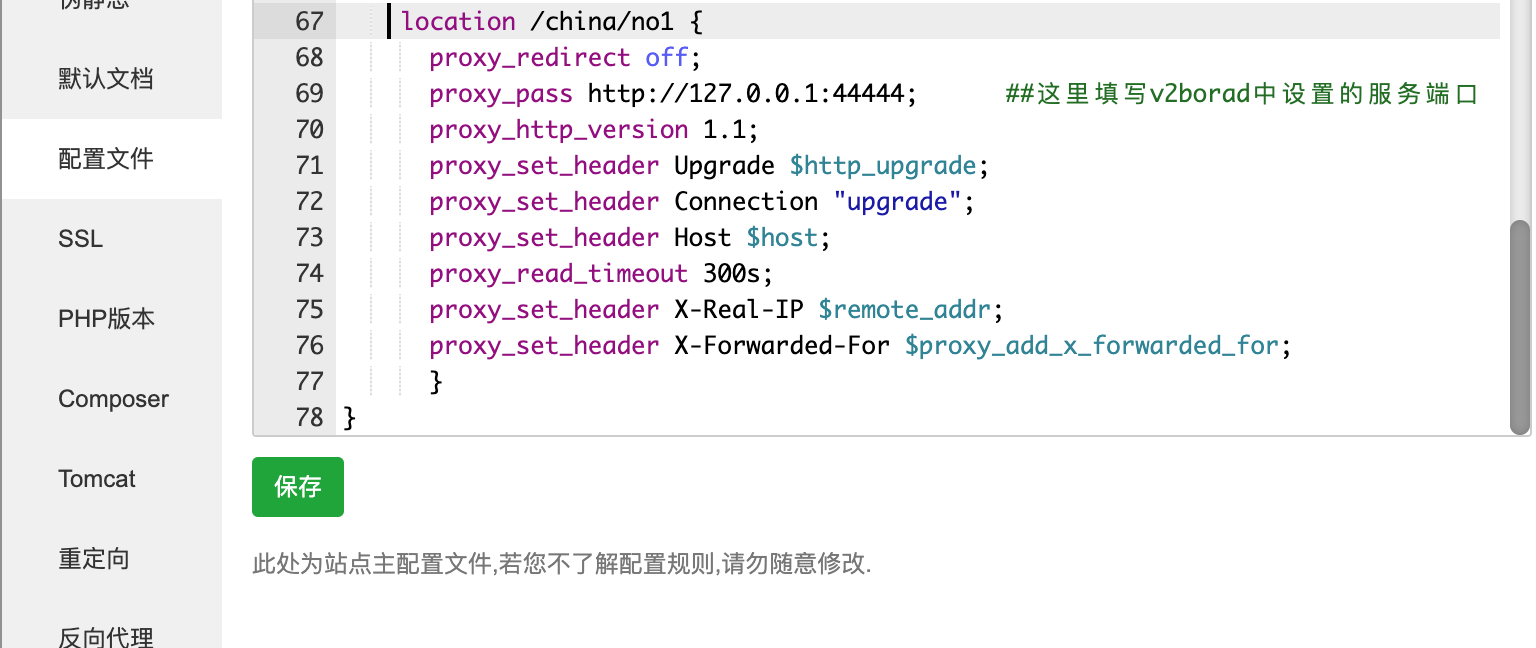 默认文档
配置文件
SSL
PHP版本
Composer
Tomcat
重定向
反向代理
67 location /china/no1 {
68 proxy_redirect off;
69 proxy_pass http://127.0.0.1:44444; ##这里填写v2borad中设置的服务端口
70 proxy_http_version 1.1;
71 proxy_set_header Upgrade $http_upgrade;
72 proxy_set_header Connection "upgrade";
73 proxy_set_header Host $host;
74 proxy_read_timeout 300s;
75 proxy_set_header X-Real-IP $remote_addr;
76 proxy_set_header X-Forwarded-For $proxy_add_x_forwarded_for;
77 }
78 }
保存
此处为站点主配置文件,若您不了解配置规则,请勿随意修改.